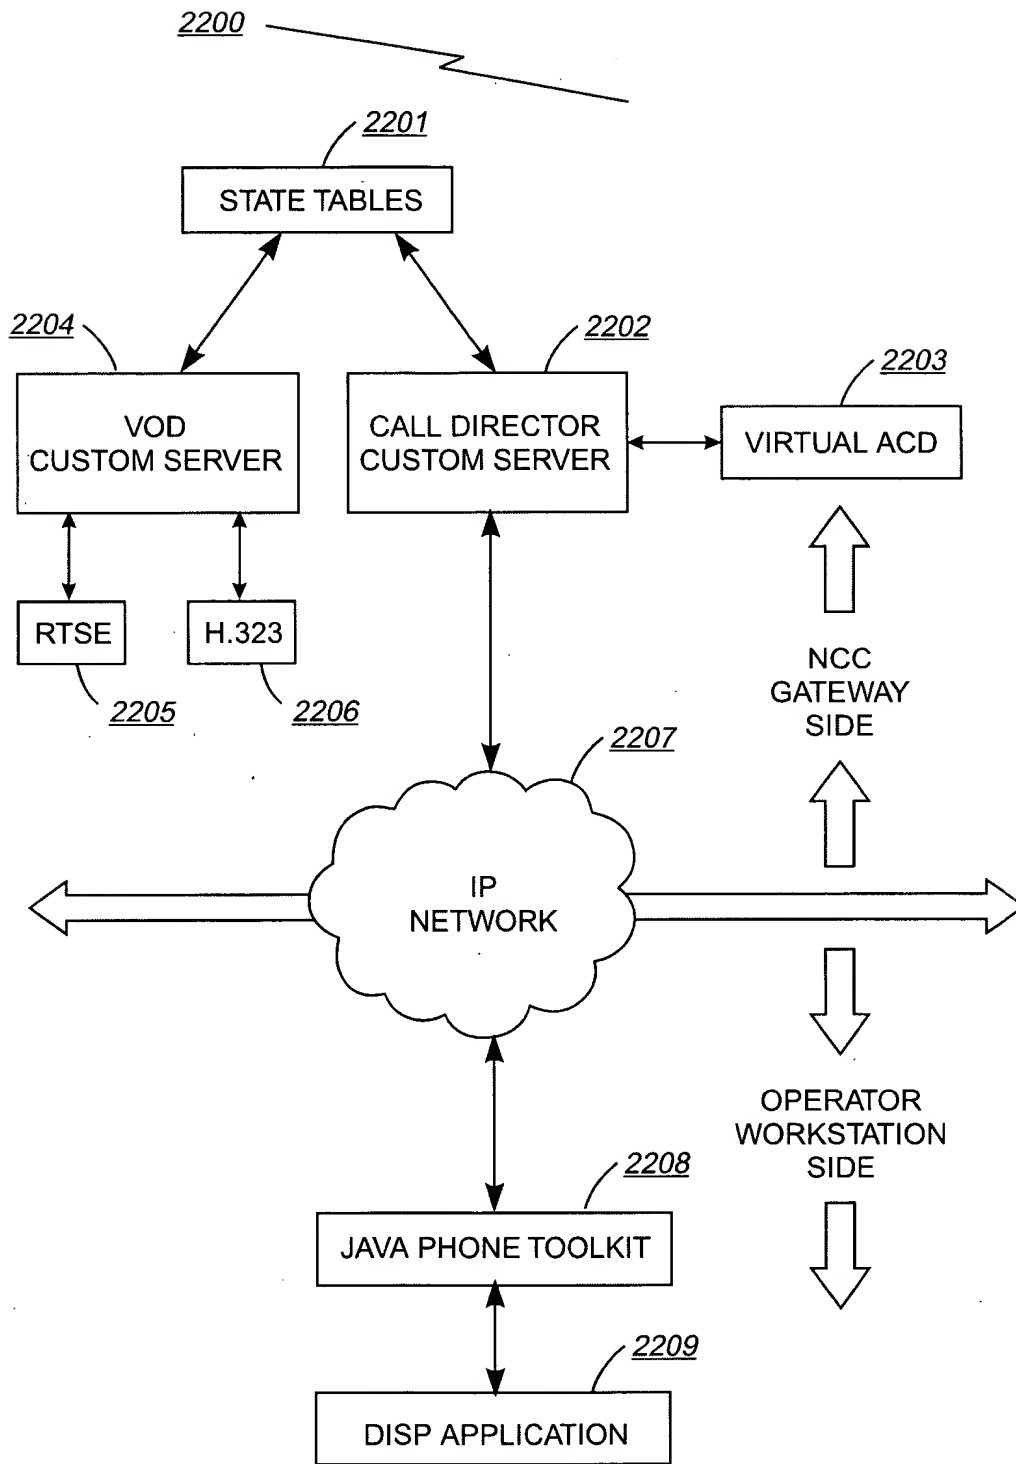 2200
2201
STATE TABLES
2204
2202
2203
VOD
CUSTOM SERVER
CALL DIRECTOR
CUSTOM SERVER
VIRTUAL ACD
RTSE
H.323
2205
2206
NCC
GATEWAY
SIDE
2207
IP
NETWORK
OPERATOR
WORKSTATION
SIDE
2208
JAVA PHONE TOOLKIT
2209
DISP APPLICATION